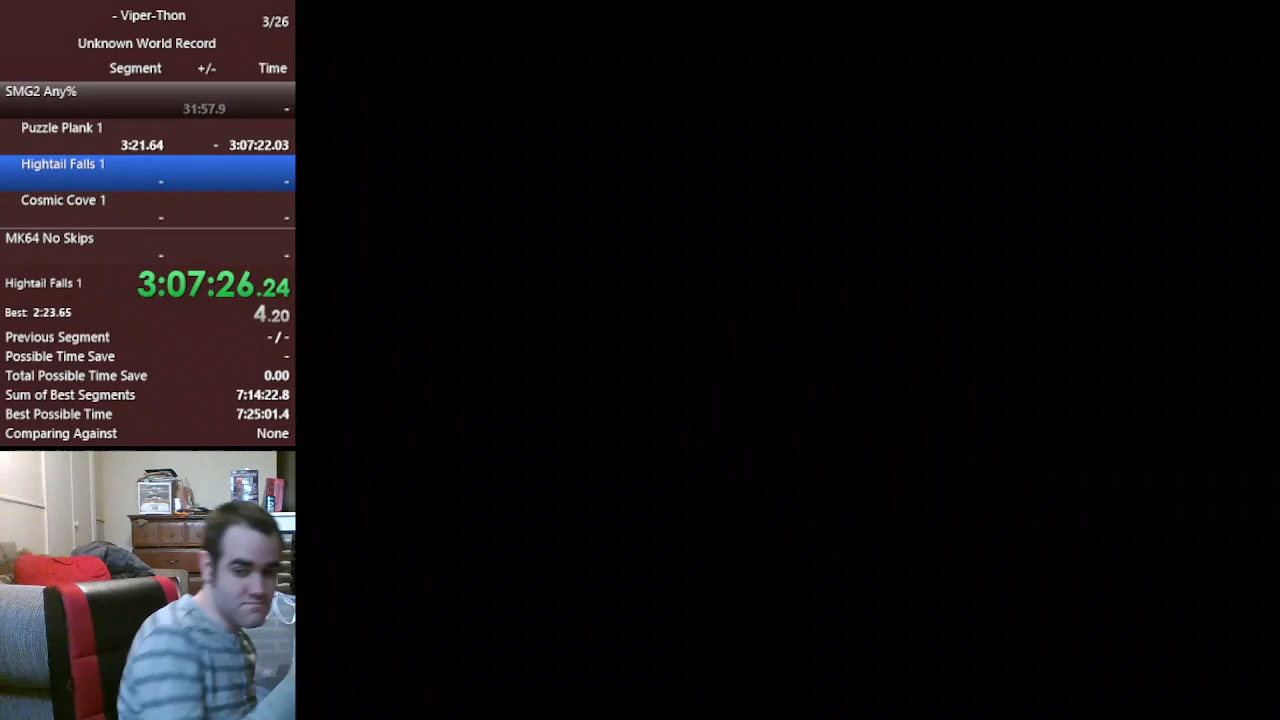 - Viper-Thon
3/26
Unknown World Record
Segment +/- Time
SMG2 Any%
31:57.9 -
Puzzle Plank 1
3:21.64 - 3:07:22.03
Hightail Falls 1
- -
Cosmic Cove 1
- -
MK64 No Skips
- -
Hightail Falls 1 3:07:26.24
Best: 2:23.65 4.20
Previous Segment - / -
Possible Time Save -
Total Possible Time Save 0.00
Sum of Best Segments 7:14:22.8
Best Possible Time 7:25:01.4
Comparing Against None